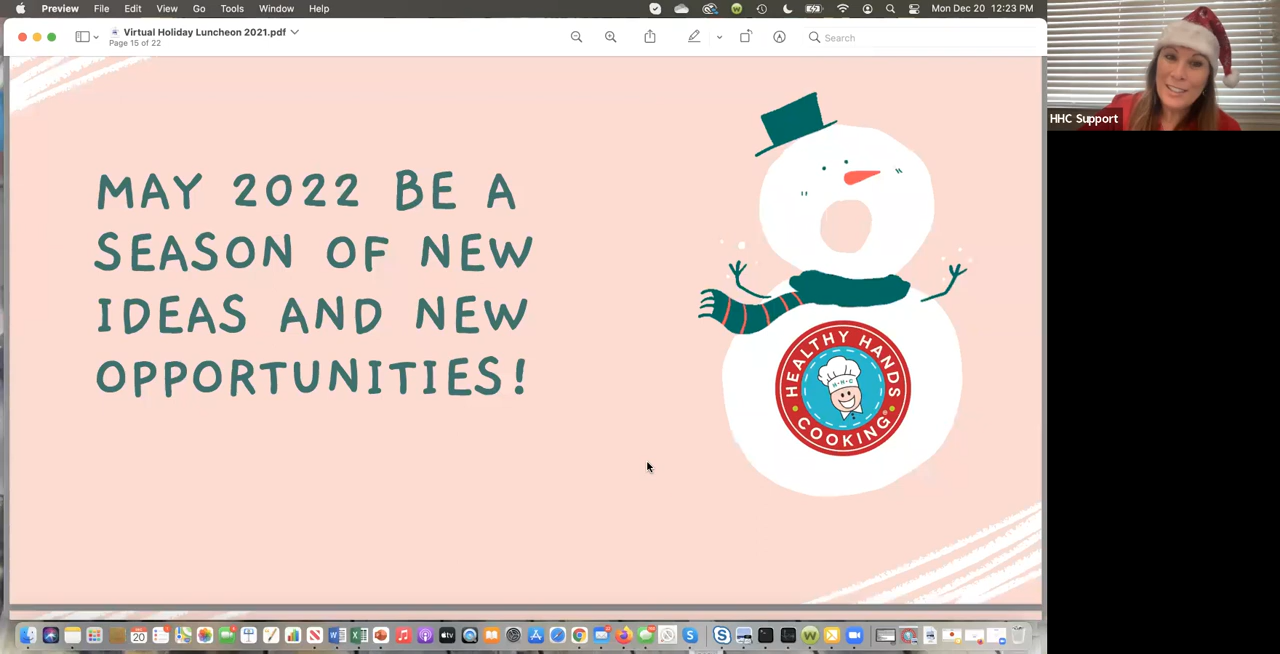 Preview File Edit View Go Tools Window Help Mon Dec 20 12:23 PM
Virtual Holiday Luncheon 2021.pdf
Page 15 of 22
Search
HHC Support
MAY 2022 BE A
SEASON OF NEW
IDEAS AND NEW
OPPORTUNITIES!
HEALTHY HANDS
H·H·C
COOKING